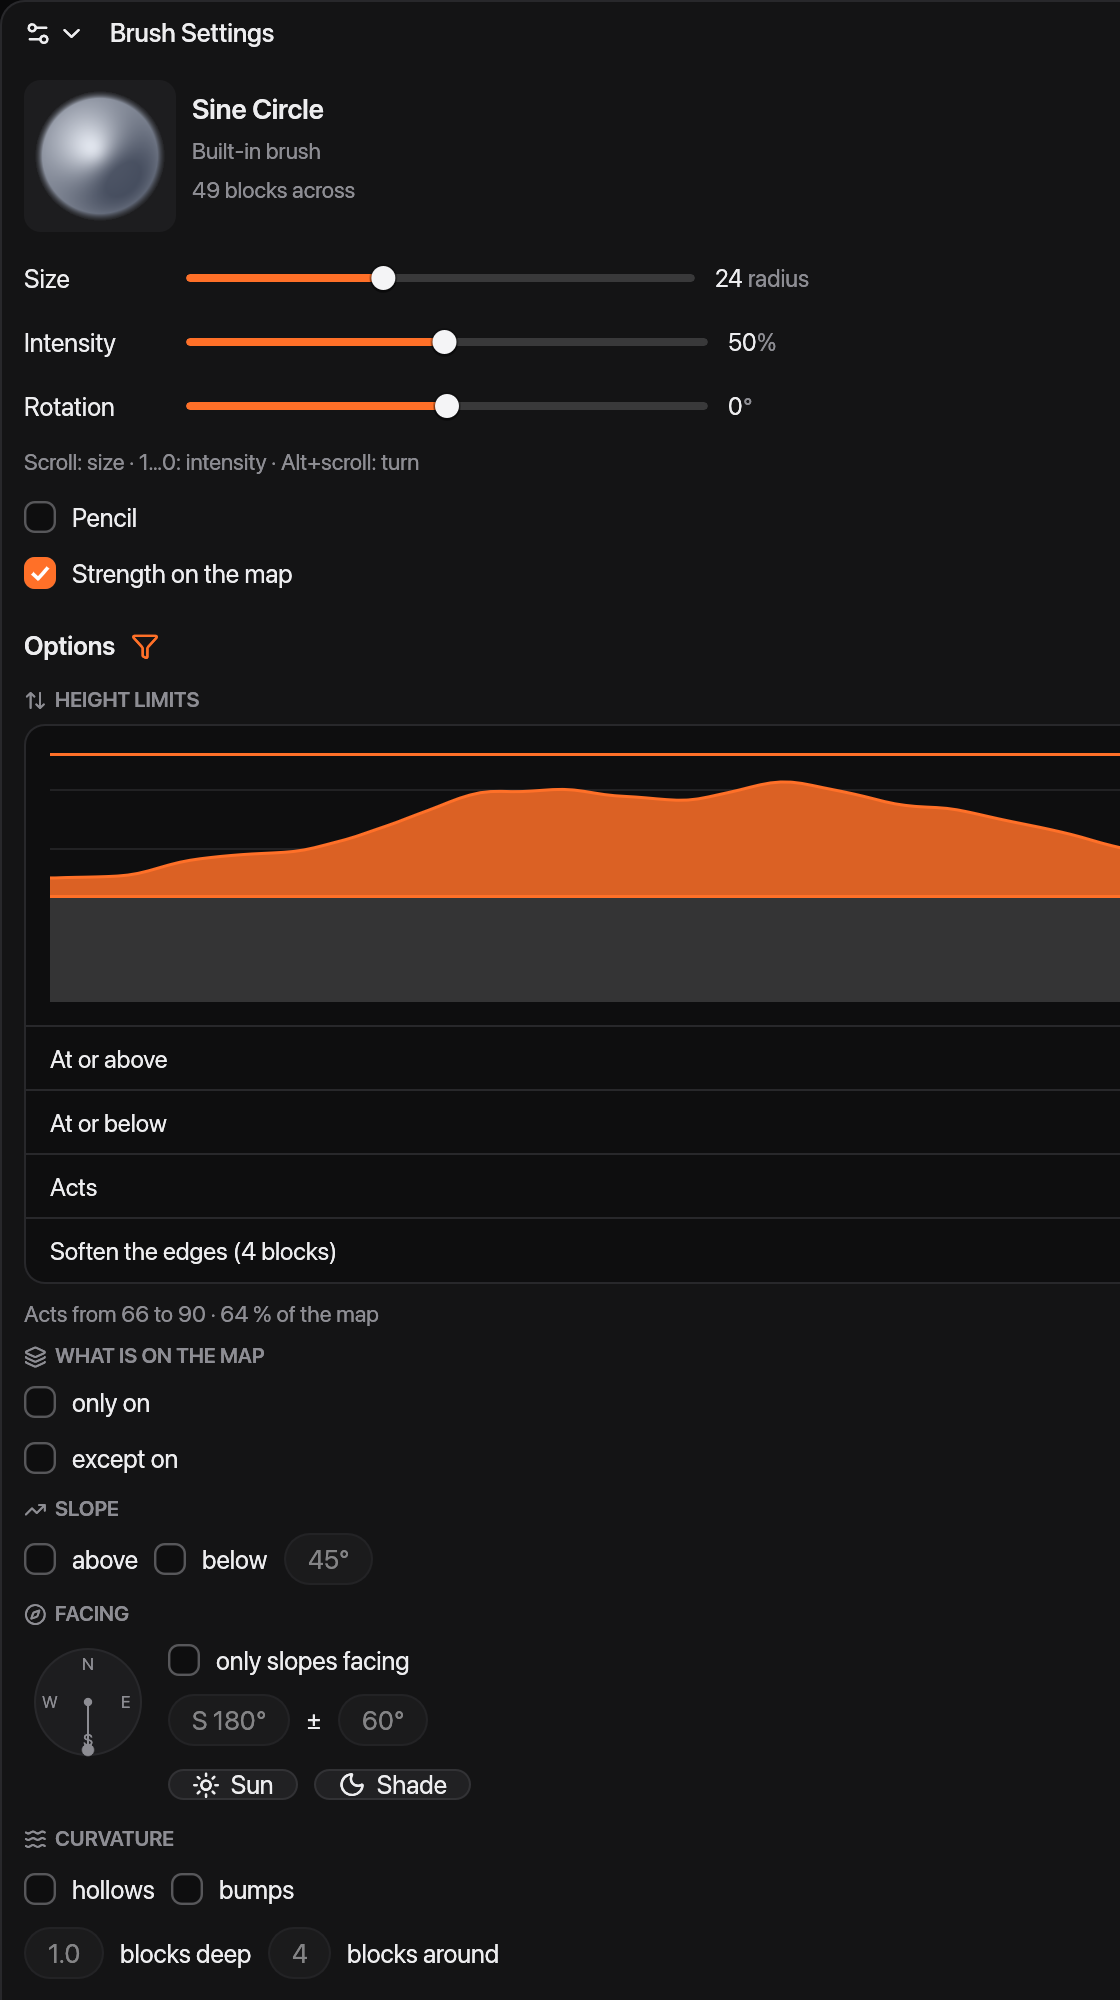 Brush Settings
Sine Circle
Built-in brush
49 blocks across
Size 24 radius
Intensity 50%
Rotation 0°
Scroll: size · 1…0: intensity · Alt+scroll: turn
Pencil
Strength on the map
Options
HEIGHT LIMITS
At or above
At or below
Acts
Soften the edges (4 blocks)
Acts from 66 to 90 · 64 % of the map
WHAT IS ON THE MAP
only on
except on
SLOPE
above below 45°
FACING
N
W E
S
only slopes facing
S 180° ± 60°
Sun Shade
CURVATURE
hollows bumps
1.0 blocks deep 4 blocks around